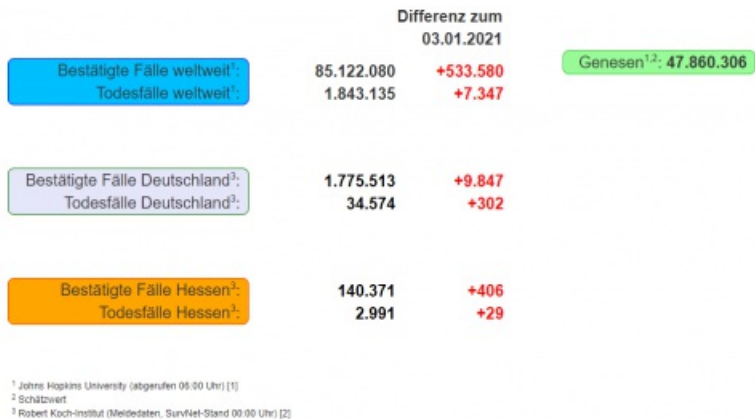 Differenz zum
03.01.2021
Bestätigte Fälle weltweit¹: 85.122.080 +533.580
Todesfälle weltweit¹: 1.843.135 +7.347
Genesen¹,²: 47.860.306
Bestätigte Fälle Deutschland³: 1.775.513 +9.847
Todesfälle Deutschland³: 34.574 +302
Bestätigte Fälle Hessen³: 140.371 +406
Todesfälle Hessen³: 2.991 +29
¹ Johns Hopkins University (abgerufen 06:00 Uhr) [1]
² Schätzwert
³ Robert Koch-Institut (Meldedaten, SurvNet-Stand 00:00 Uhr) [2]